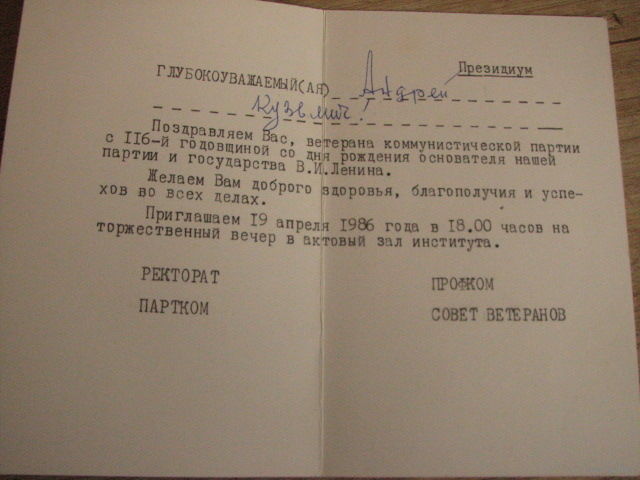 Президиум
ГЛУБОКОУВАЖАЕМЫЙ(АЯ) Андрей
Кузьмич!
Поздравляем Вас, ветерана коммунистической партии
с 116-й годовщиной со дня рождения основателя нашей
партии и государства В.И.Ленина.
Желаем Вам доброго здоровья, благополучия и успе-
хов во всех делах.
Приглашаем 19 апреля 1986 года в 18.00 часов на
торжественный вечер в актовый зал института.
РЕКТОРАТ
ПРОФКОМ
ПАРТКОМ
СОВЕТ ВЕТЕРАНОВ